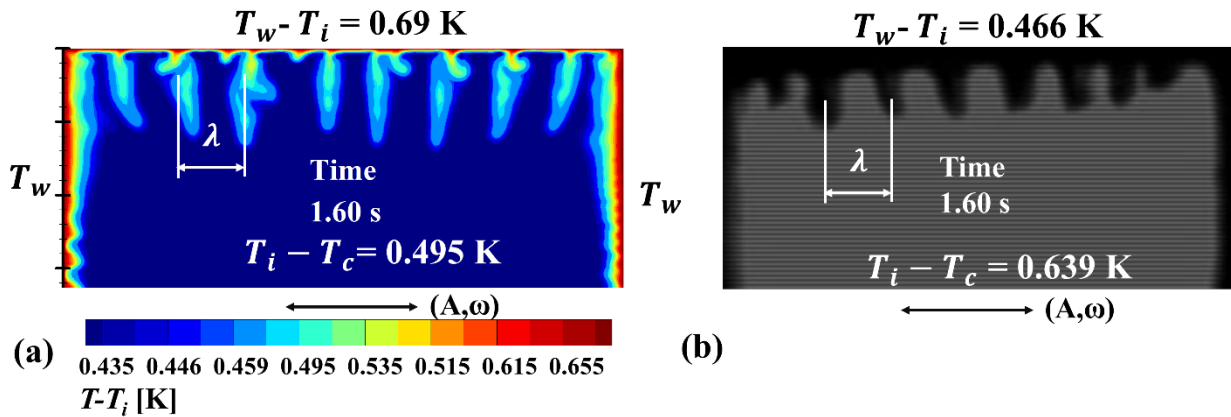 T_w- T_i = 0.69 K
λ
Time
1.60 s
T_w
T_i − T_c= 0.495 K
(A,ω)
(a)
0.435 0.446 0.459 0.495 0.535 0.515 0.615 0.655
T-T_i [K]
T_w- T_i = 0.466 K
λ
Time
1.60 s
T_w
T_i − T_c = 0.639 K
(A,ω)
(b)